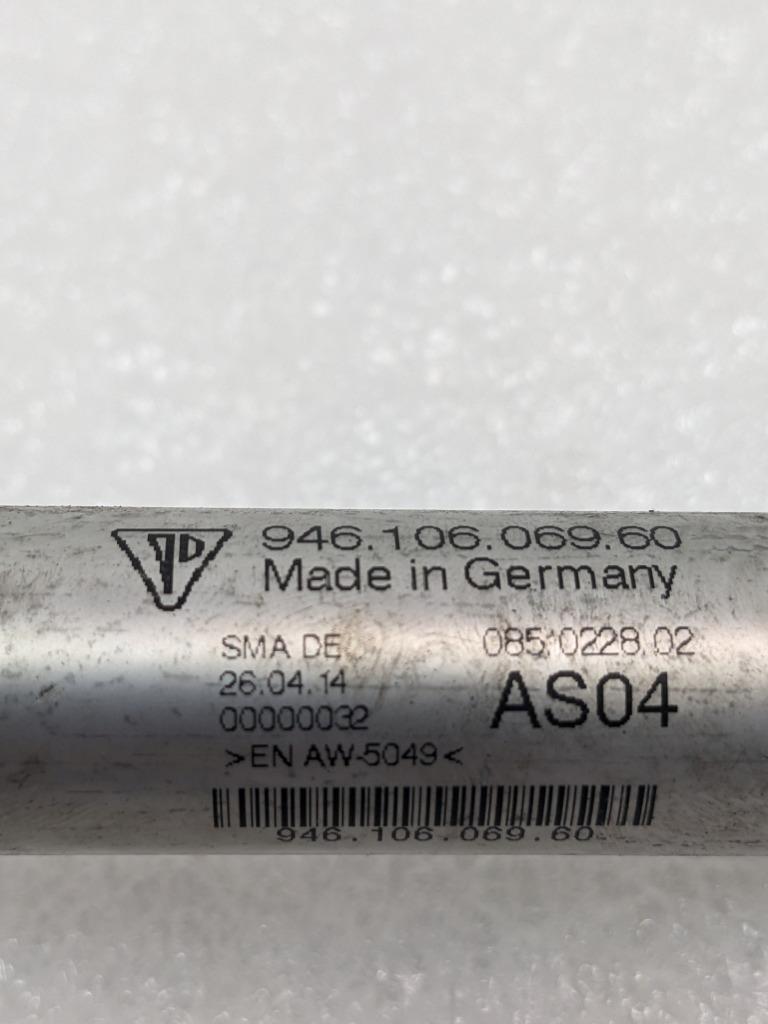 946.106.069.60
Made in Germany
SMA DE 085.0228.02
26.04.14 AS04
00000032
>EN AW-5049<
946.106.069.60